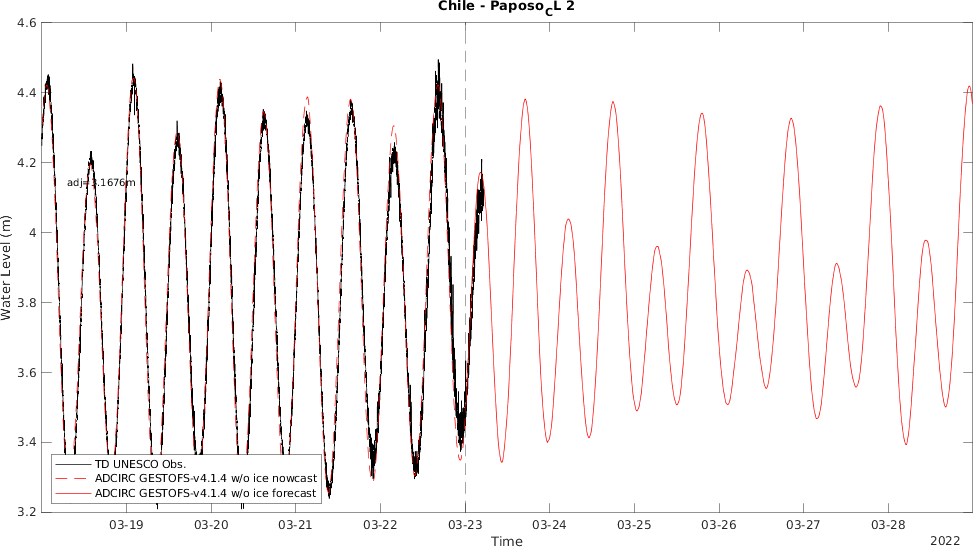 Chile - Paposo_CL 2
4.6
4.4
4.2
4
3.8
3.6
3.4
3.2
Water Level (m)
adj=3.1676m
TD UNESCO Obs.
ADCIRC GESTOFS-v4.1.4 w/o ice nowcast
ADCIRC GESTOFS-v4.1.4 w/o ice forecast
03-19 03-20 03-21 03-22 03-23 03-24 03-25 03-26 03-27 03-28
Time
2022